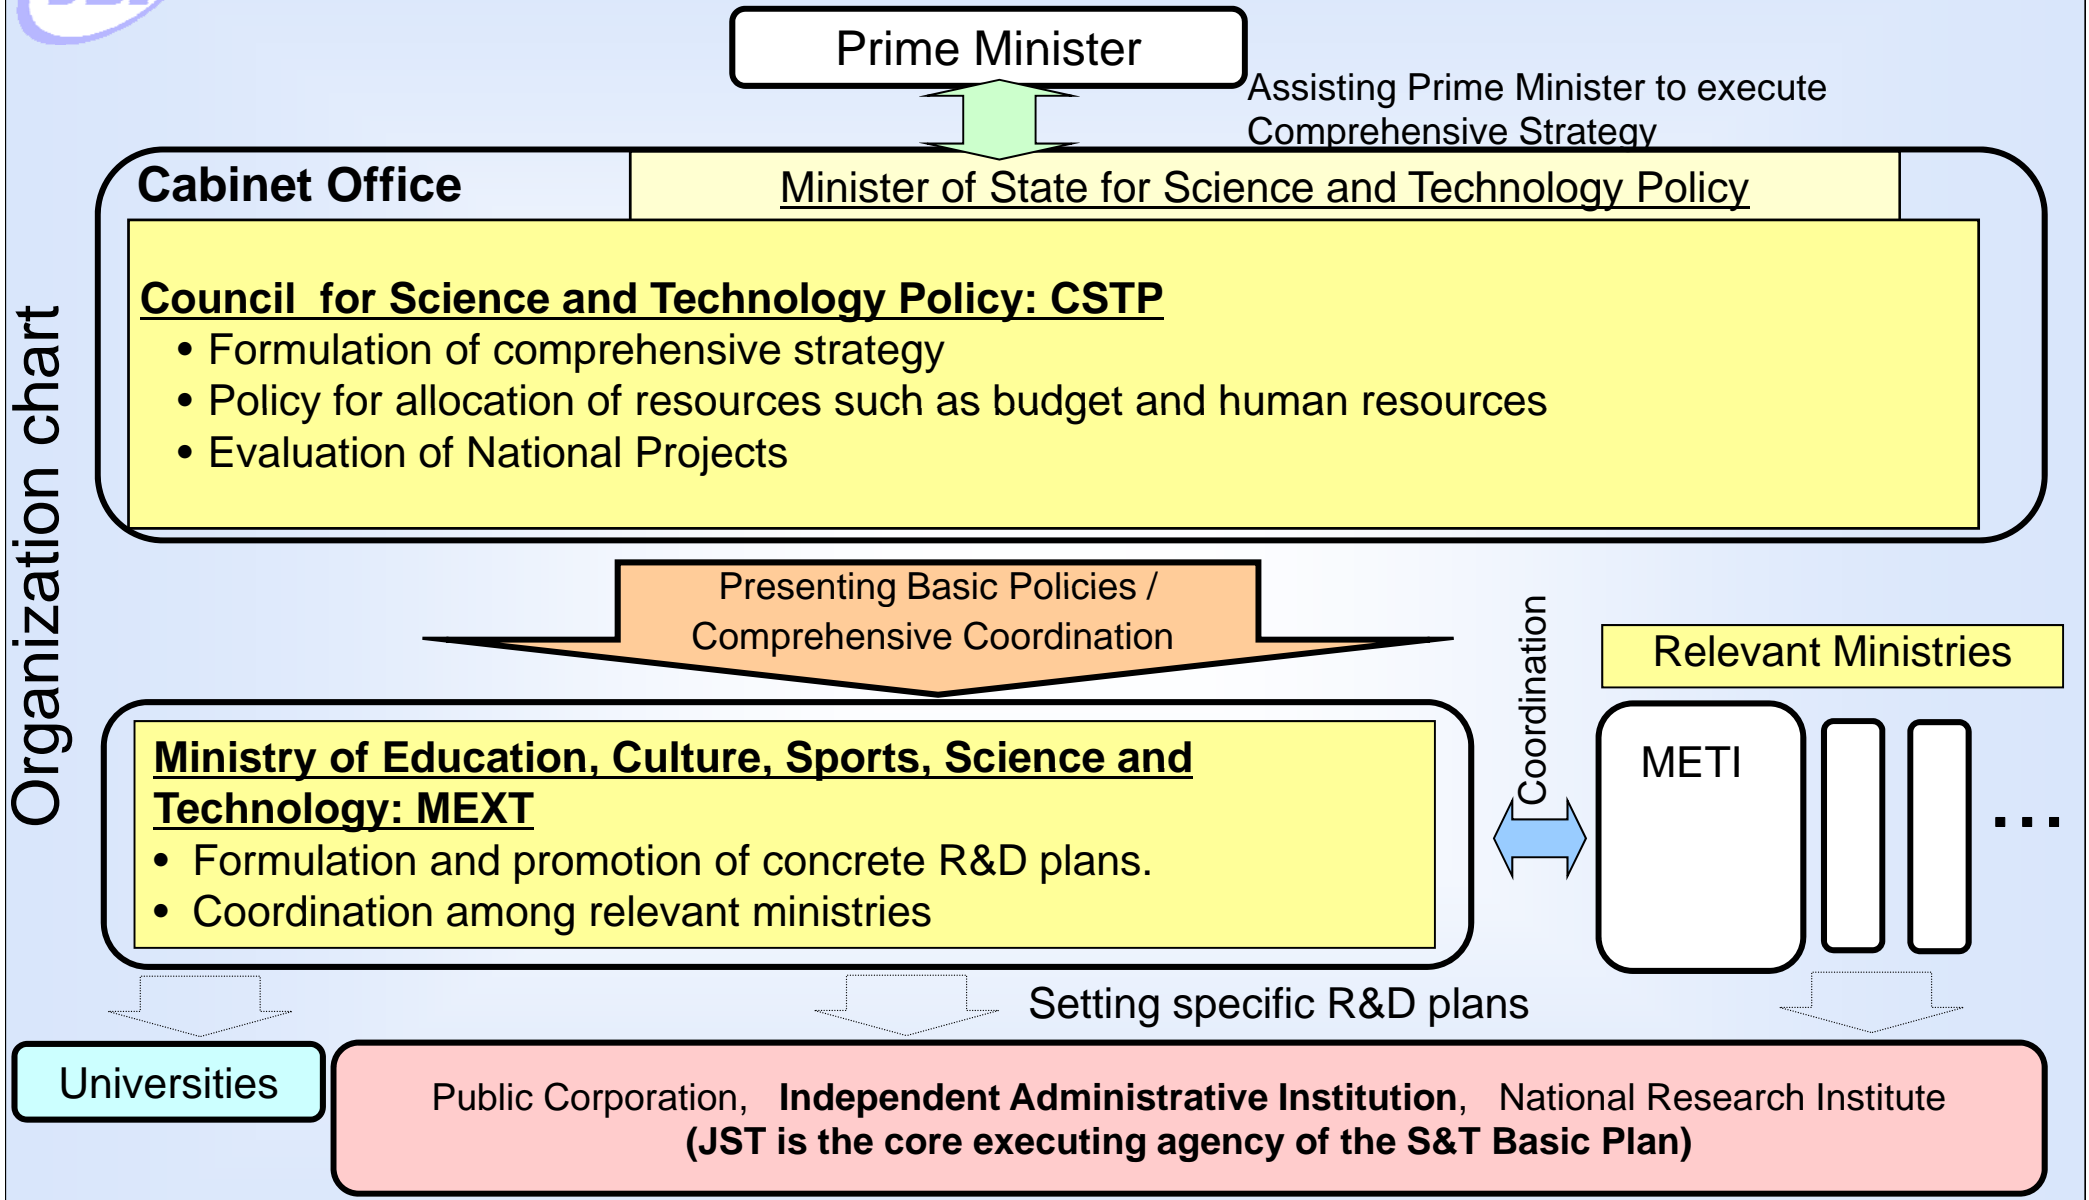 Prime Minister
Assisting Prime Minister to execute
Comprehensive Strategy
Cabinet Office
Minister of State for Science and Technology Policy
Organization chart
Council for Science and Technology Policy: CSTP
• Formulation of comprehensive strategy
• Policy for allocation of resources such as budget and human resources
• Evaluation of National Projects
Presenting Basic Policies /
Comprehensive Coordination
Coordination
Relevant Ministries
Ministry of Education, Culture, Sports, Science and
Technology: MEXT
• Formulation and promotion of concrete R&D plans.
• Coordination among relevant ministries
METI
...
Setting specific R&D plans
Universities
Public Corporation, Independent Administrative Institution, National Research Institute
(JST is the core executing agency of the S&T Basic Plan)